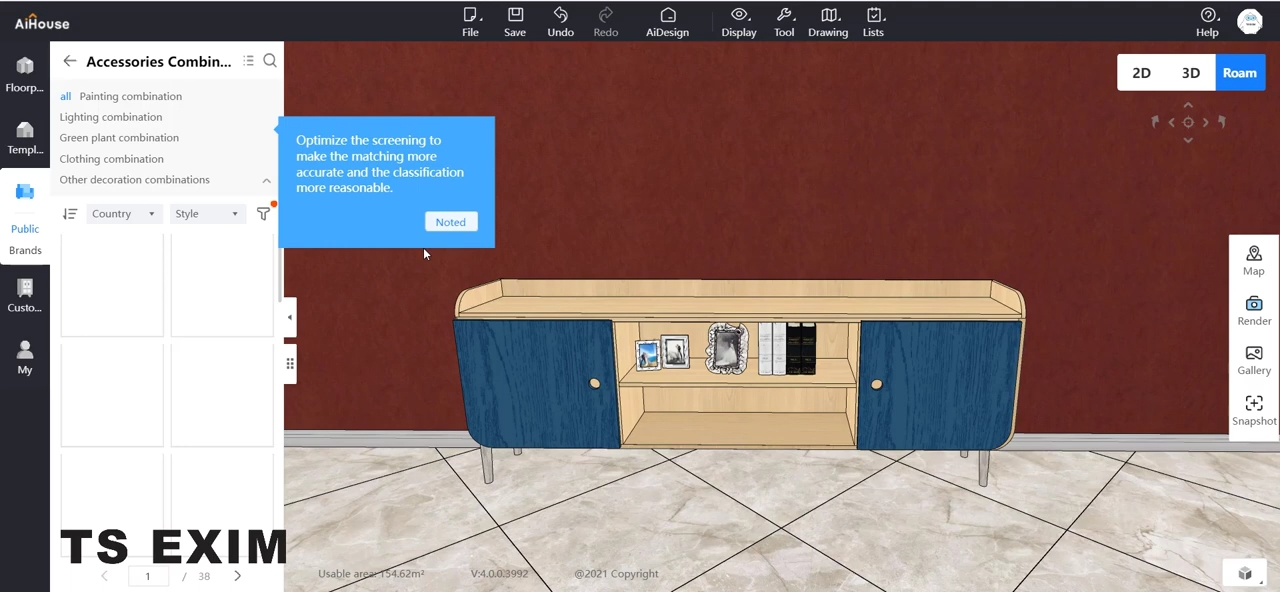 AiHouse
File
Save
Undo
Redo
AiDesign
Display
Tool
Drawing
Lists
Help
Floorp...
Templ...
Public
Brands
Custo...
My
Accessories Combin...
all Painting combination
Lighting combination
Green plant combination
Clothing combination
Other decoration combinations
Country
Style
Optimize the screening to
make the matching more
accurate and the classification
more reasonable.
Noted
2D
3D
Roam
Map
Render
Gallery
Snapshot
TS EXIM
1 / 38
Usable area: 154.62m²
V:4.0.0.3992
@2021 Copyright